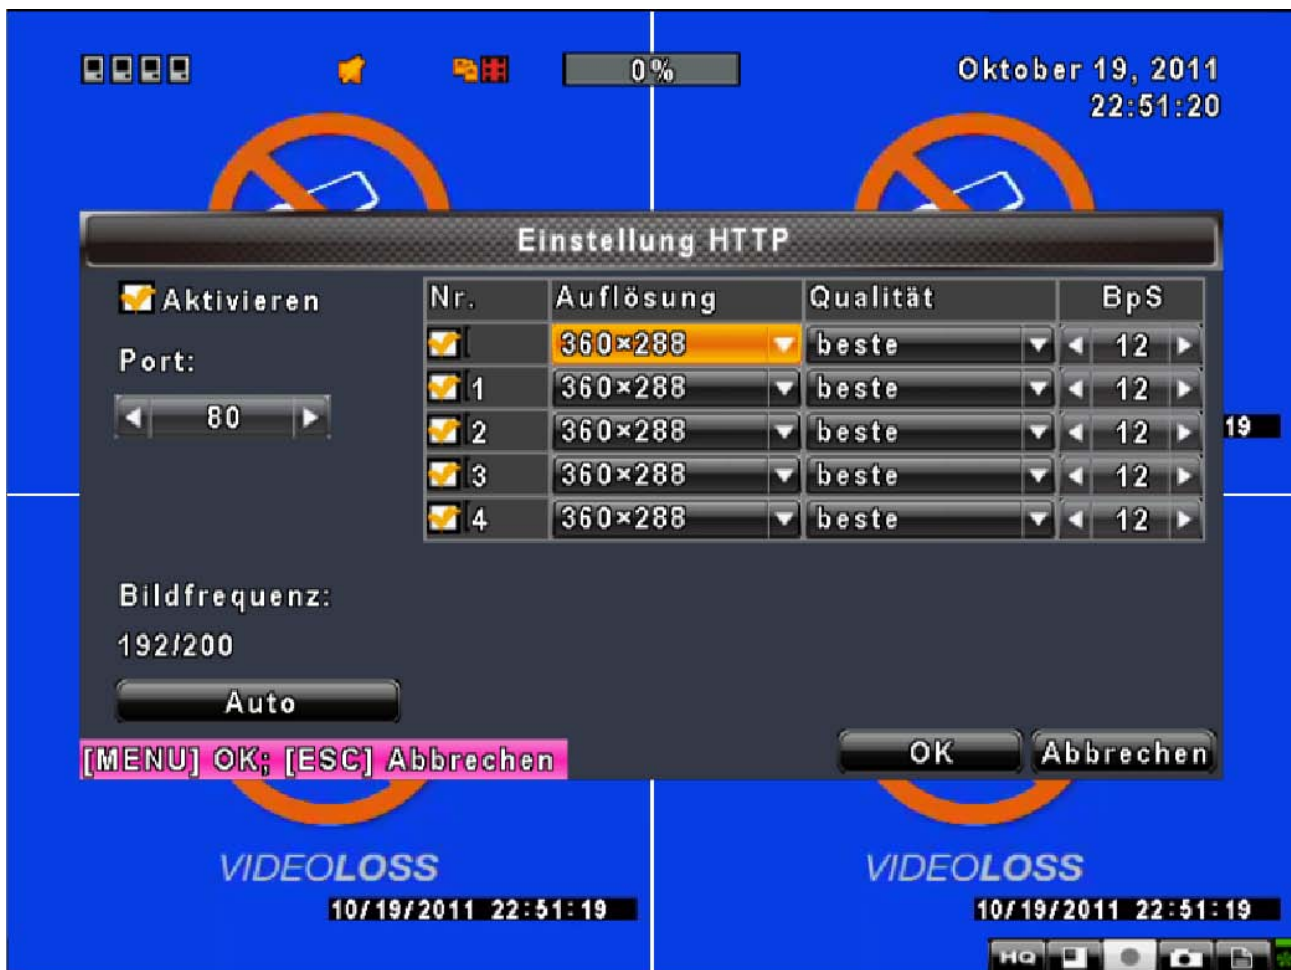 0%
Oktober 19, 2011
22:51:20
Einstellung HTTP
Aktivieren
Port:
80
Nr. Auflösung Qualität BpS
360×288 beste 12
1 360×288 beste 12
2 360×288 beste 12
3 360×288 beste 12
4 360×288 beste 12
19
Bildfrequenz:
192/200
Auto
[MENU] OK; [ESC] Abbrechen
OK Abbrechen
VIDEOLOSS VIDEOLOSS
10/19/2011 22:51:19 10/19/2011 22:51:19
HQ